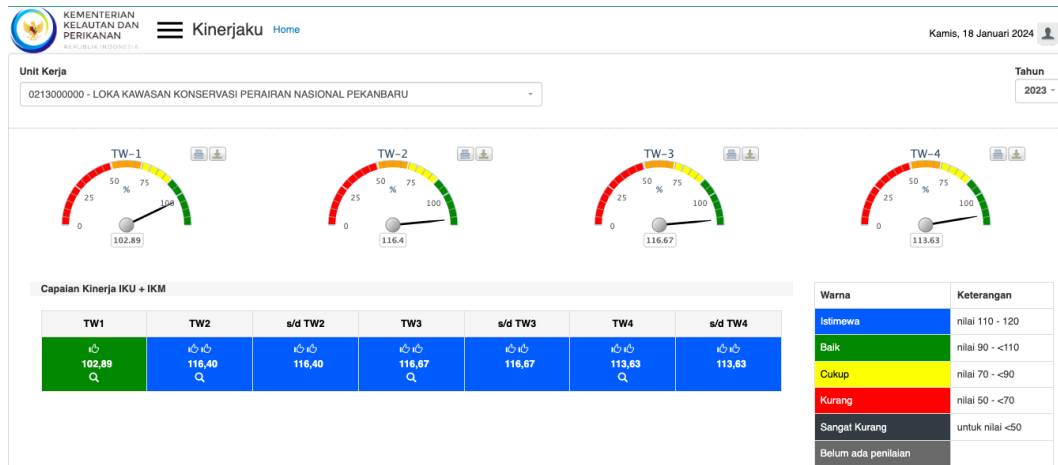 KEMENTERIAN
KELAUTAN DAN
PERIKANAN
REPUBLIK INDONESIA
Kinerjaku Home
Kamis, 18 Januari 2024
Unit Kerja
Tahun
0213000000 - LOKA KAWASAN KONSERVASI PERAIRAN NASIONAL PEKANBARU
2023
TW-1
0 25 50 75 100
%
102.89
TW-2
0 25 50 75 100
%
116.4
TW-3
0 25 50 75 100
%
116.67
TW-4
0 25 50 75 100
%
113.63
Capaian Kinerja IKU + IKM
TW1 TW2 s/d TW2 TW3 s/d TW3 TW4 s/d TW4
102,89 116,40 116,40 116,67 116,67 113,63 113,63
Warna Keterangan
Istimewa nilai 110 - 120
Baik nilai 90 - <110
Cukup nilai 70 - <90
Kurang nilai 50 - <70
Sangat Kurang untuk nilai <50
Belum ada penilaian